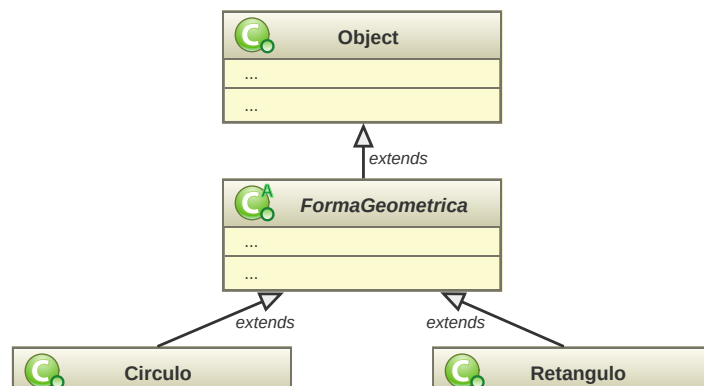 C Object
...
...
extends
C A FormaGeometrica
...
...
extends extends
C Circulo C Retangulo